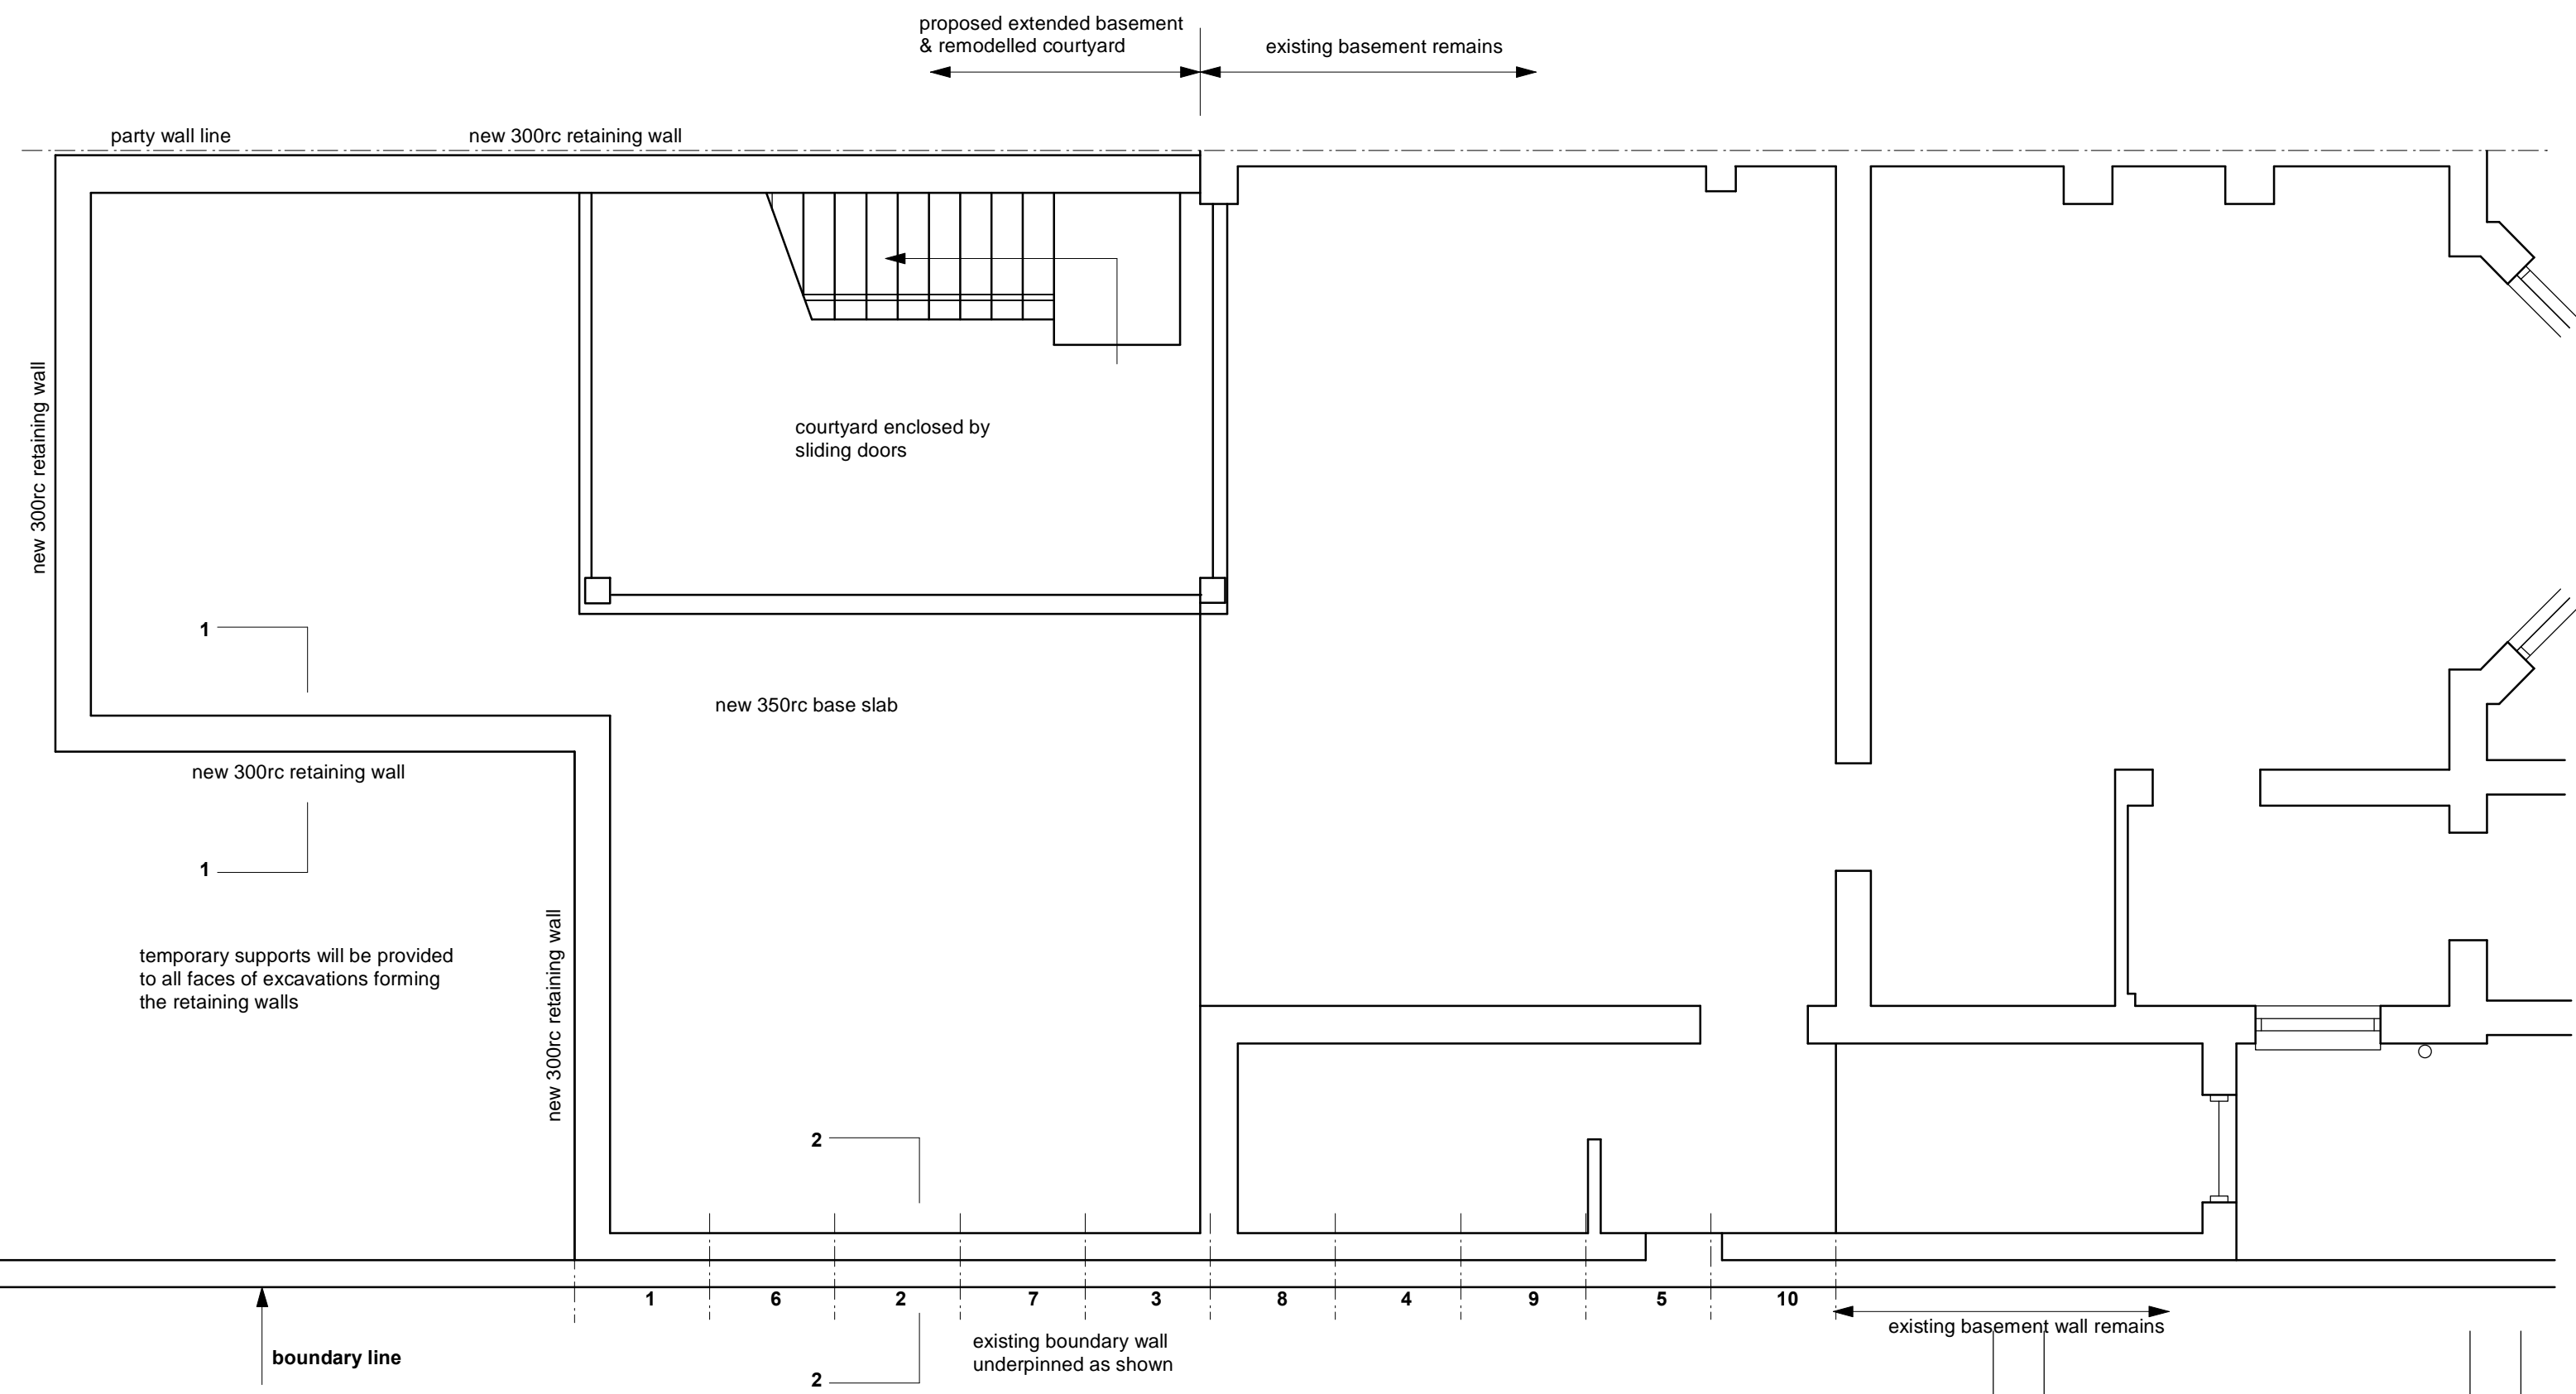 proposed extended basement
& remodelled courtyard
existing basement remains
party wall line
new 300rc retaining wall
new 300rc retaining wall
courtyard enclosed by
sliding doors
1
new 350rc base slab
new 300rc retaining wall
1
new 300rc retaining wall
temporary supports will be provided
to all faces of excavations forming
the retaining walls
2
1
6
2
7
3
8
4
9
5
10
existing basement wall remains
existing boundary wall
underpinned as shown
boundary line
2